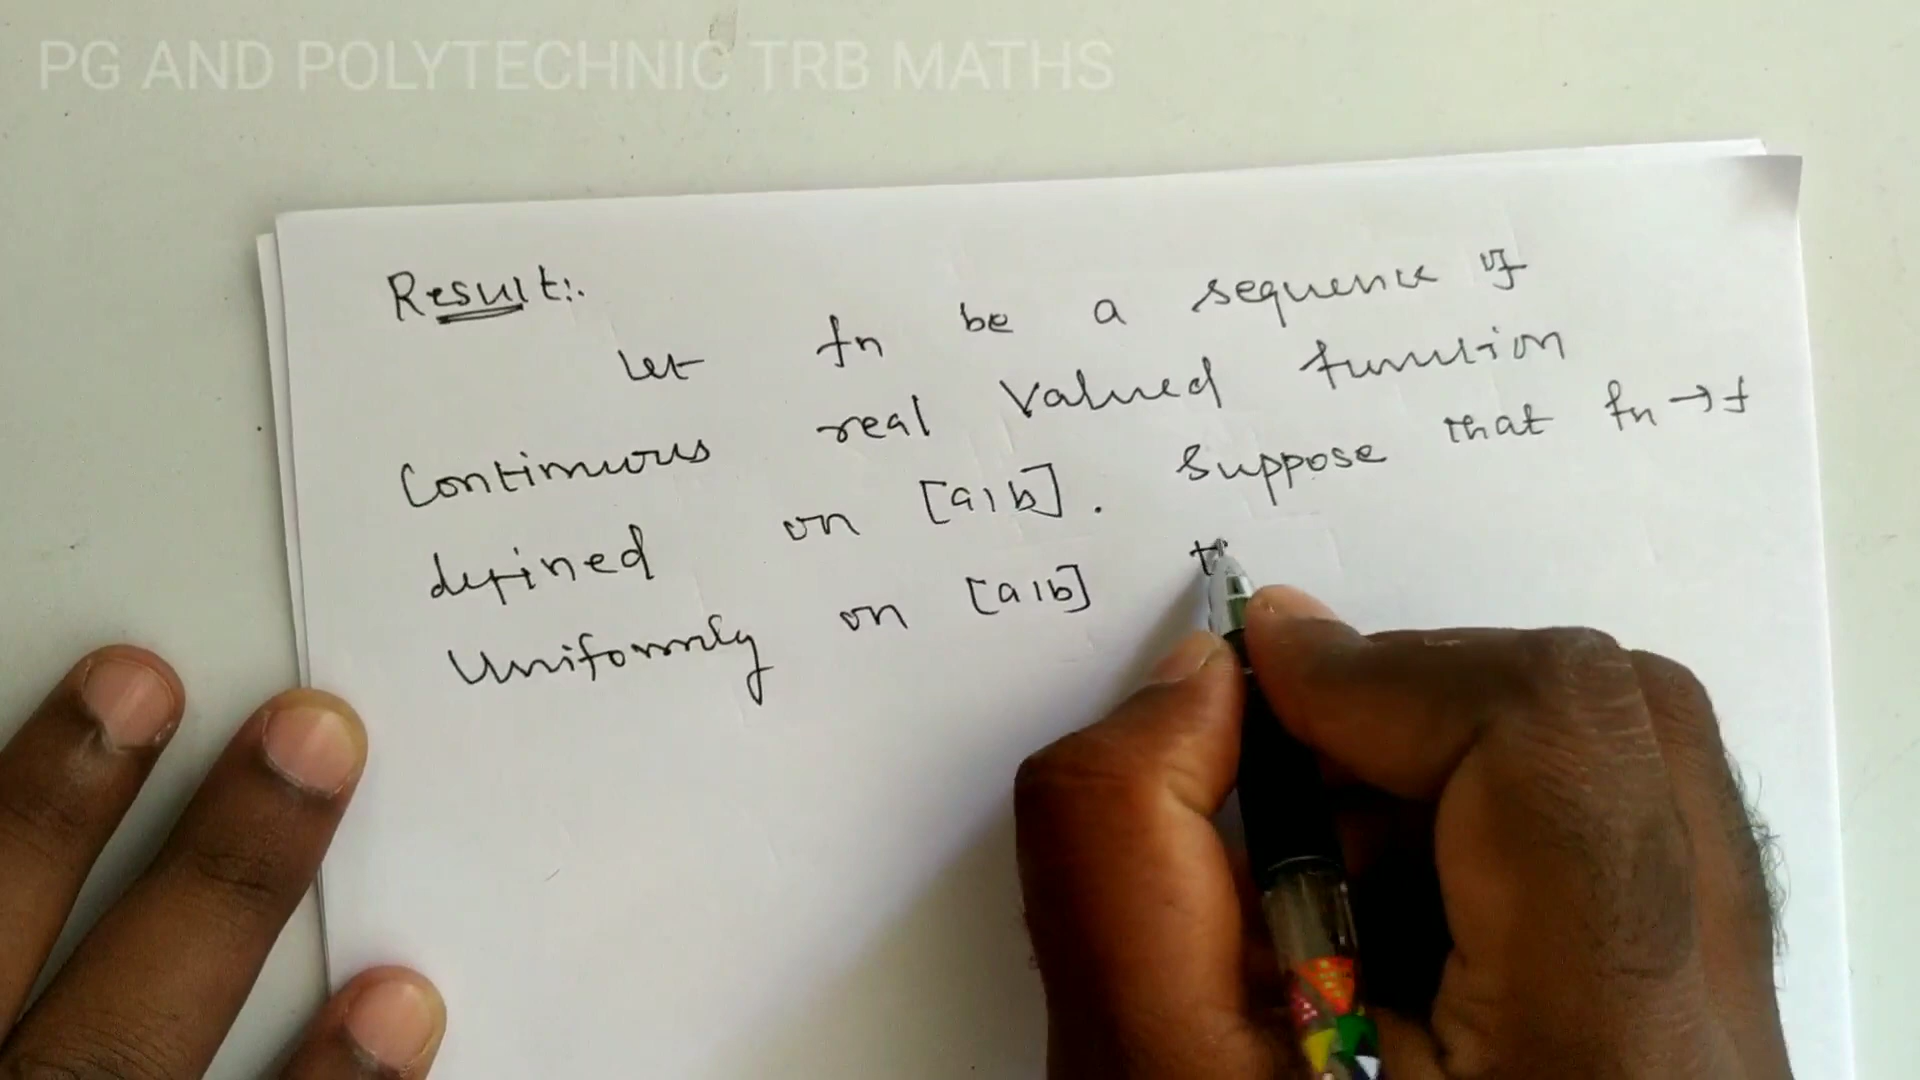 PG AND POLYTECHNIC TRB MATHS
Result:.
Let fn be a sequence of
Continuous real valued function
defined on [a,b]. Suppose that fn → f
Uniformly on [a,b] t